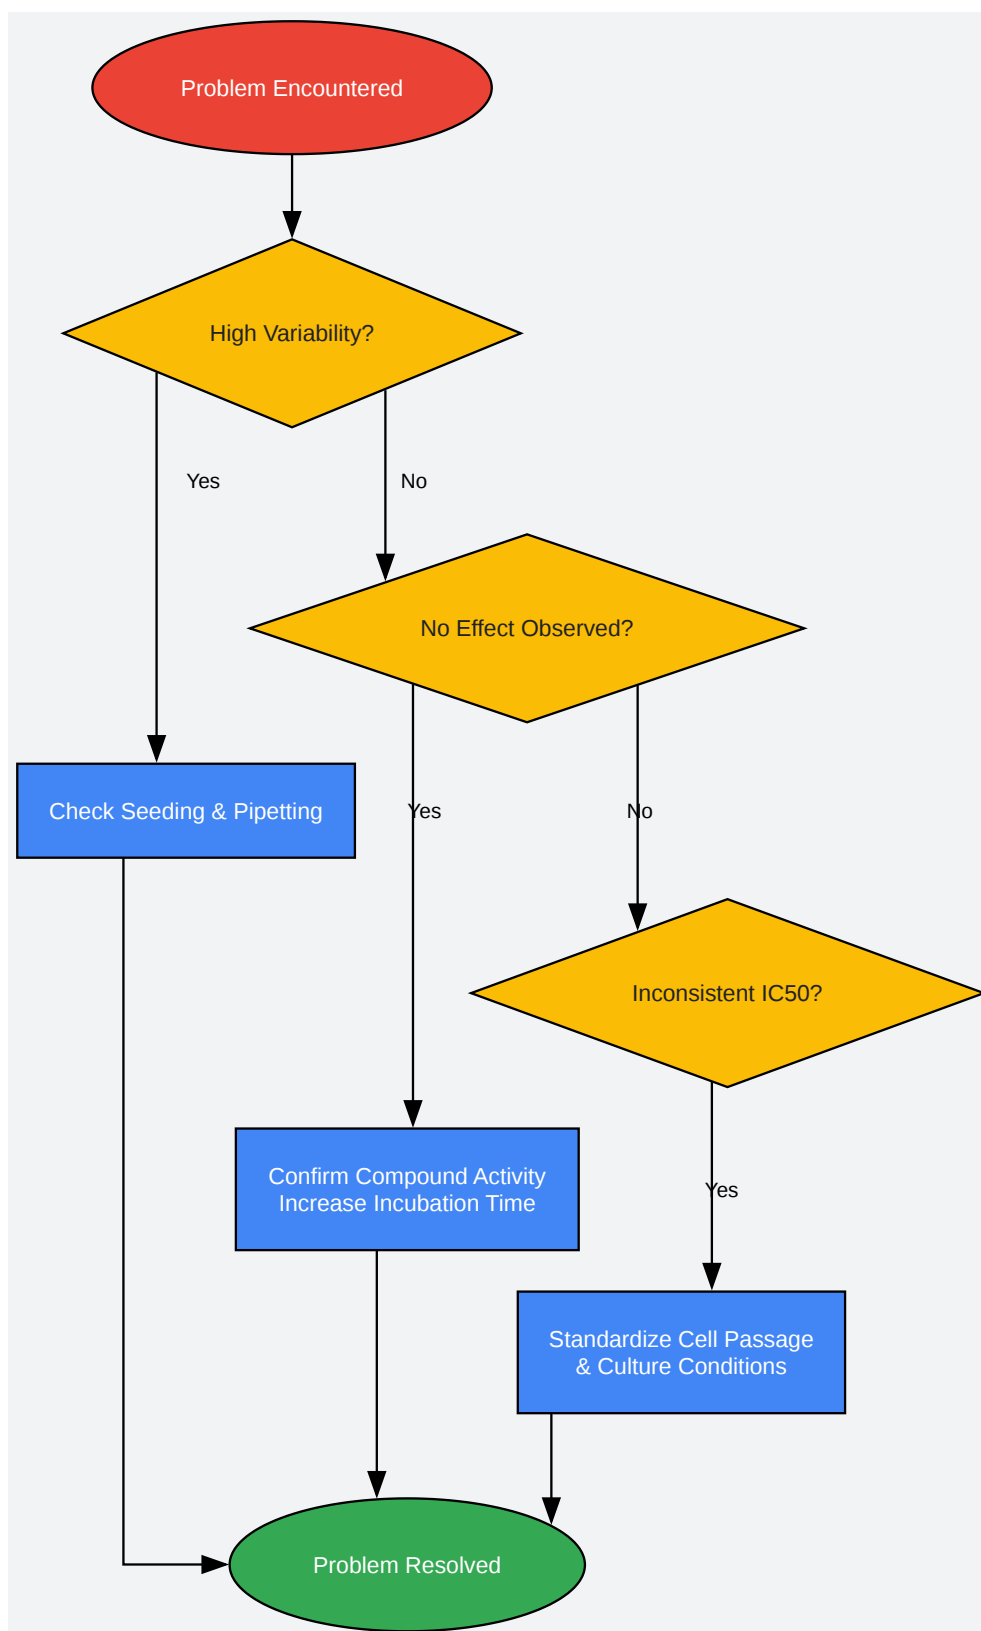 Problem Encountered
High Variability?
Yes
No
No Effect Observed?
Check Seeding & Pipetting
Yes
No
Inconsistent IC50?
Confirm Compound Activity
Increase Incubation Time
Yes
Standardize Cell Passage
& Culture Conditions
Problem Resolved